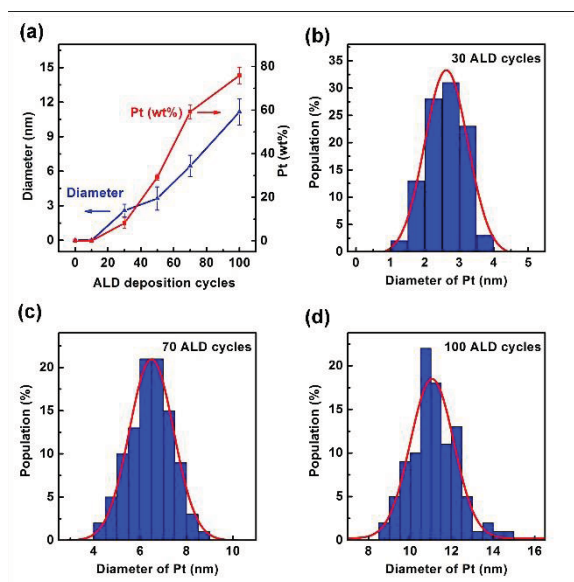 (a)
15
12
9
6
3
0
Diameter (nm)
80
60
40
20
0
Pt (wt%)
Pt (wt%)
Diameter
0 20 40 60 80 100
ALD deposition cycles
(b)
30 ALD cycles
35
30
25
20
15
10
5
0
Population (%)
0 1 2 3 4 5
Diameter of Pt (nm)
(c)
70 ALD cycles
20
15
10
5
0
Population (%)
4 6 8 10
Diameter of Pt (nm)
(d)
100 ALD cycles
20
15
10
5
0
Population (%)
8 10 12 14 16
Diameter of Pt (nm)